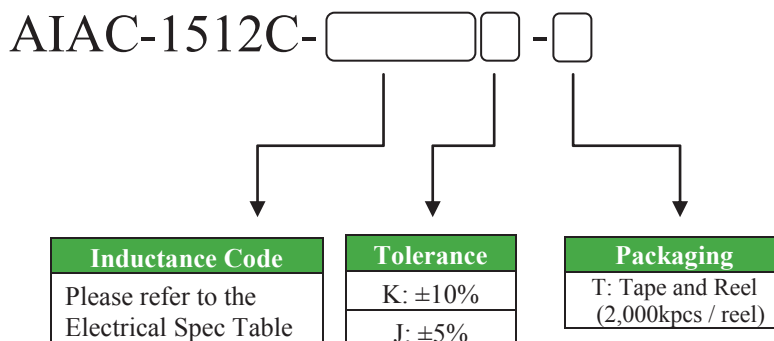 AIAC-1512C- -
Inductance Code
Please refer to the
Electrical Spec Table
Tolerance
K: ±10%
J: ±5%
Packaging
T: Tape and Reel
(2,000kpcs / reel)